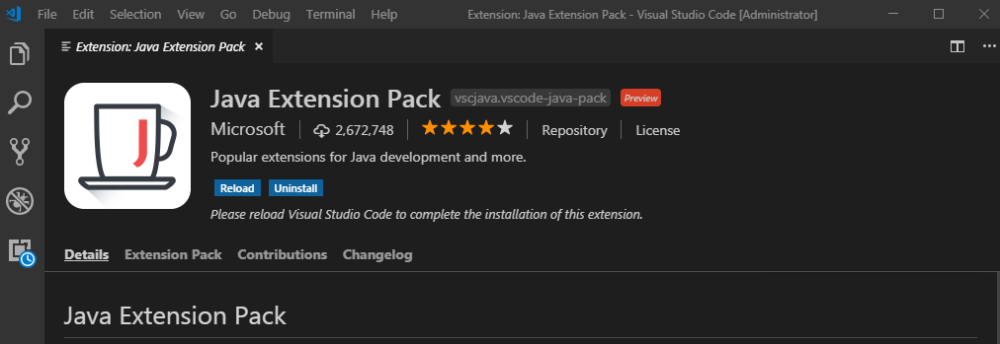 File Edit Selection View Go Debug Terminal Help Extension: Java Extension Pack - Visual Studio Code [Administrator]
Extension: Java Extension Pack
Java Extension Pack vscjava.vscode-java-pack Preview
Microsoft 2,672,748 Repository License
Popular extensions for Java development and more.
Reload Uninstall
Please reload Visual Studio Code to complete the installation of this extension.
Details Extension Pack Contributions Changelog
Java Extension Pack